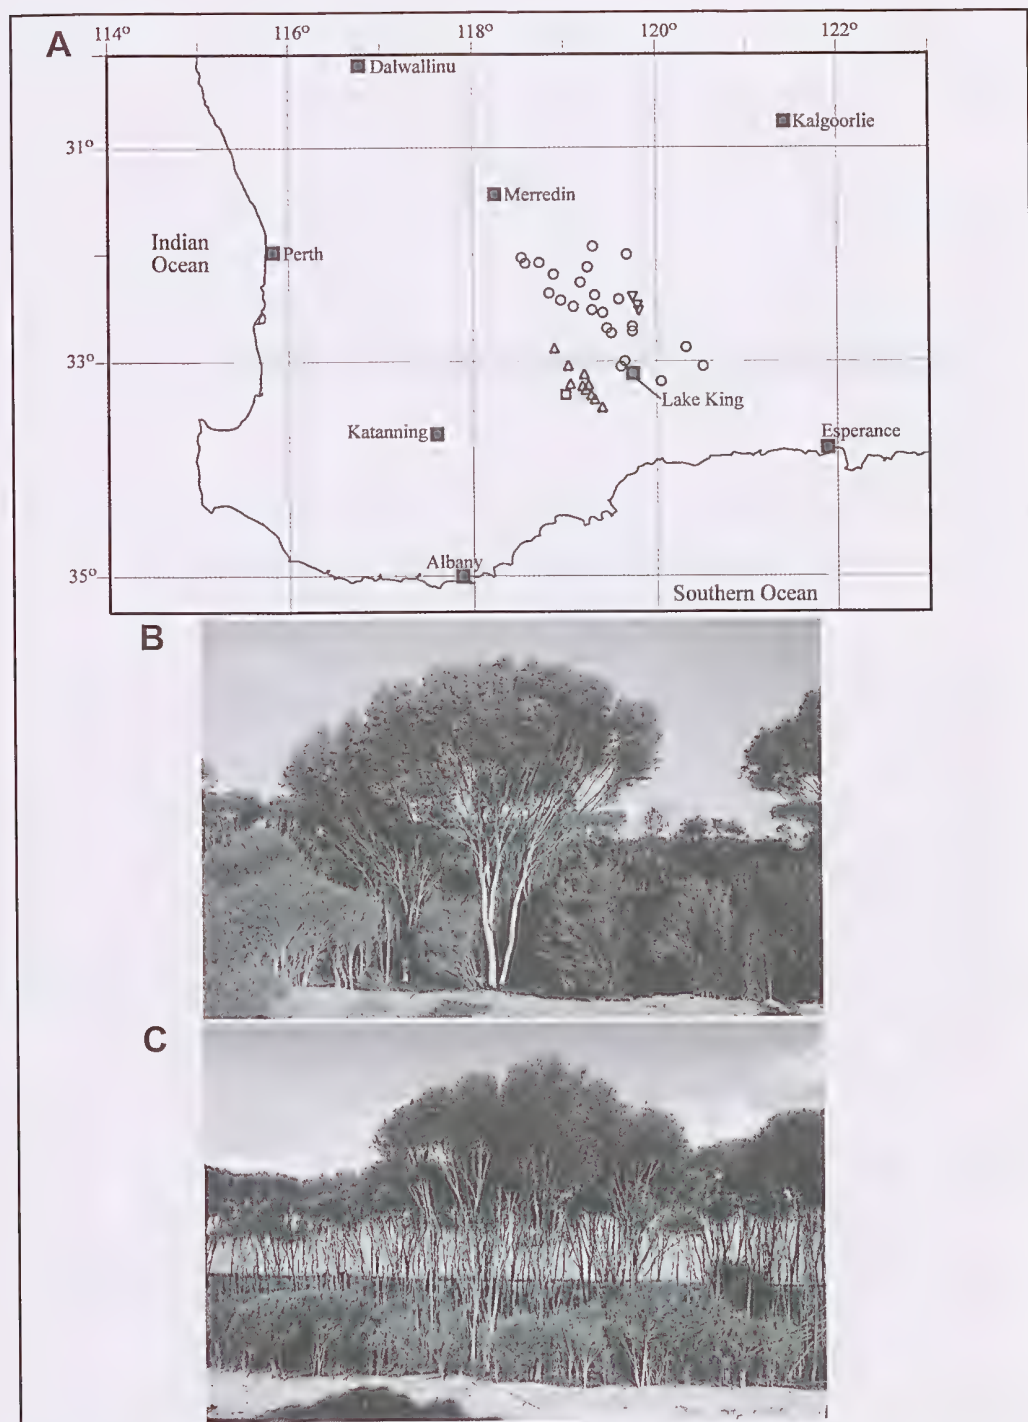 A
114° 116° 118° 120° 122°
Dalwallinu
Kalgoorlie
31°
Merredin
Indian
Ocean
Perth
33°
Lake King
Katanning
Esperance
Albany
35°
Southern Ocean
B
C